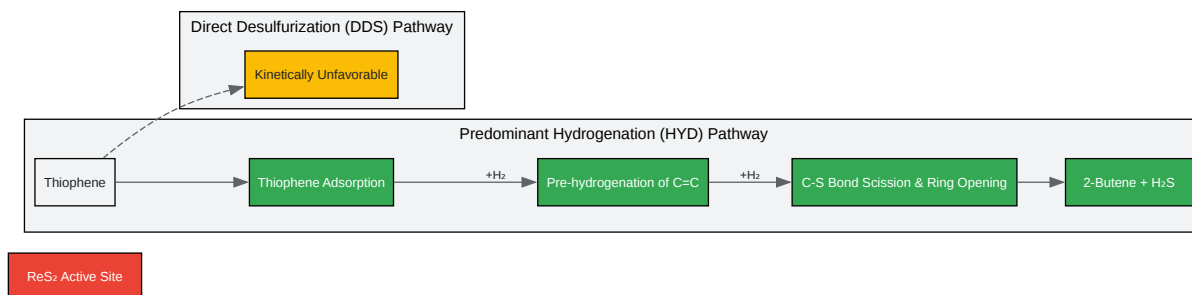 Direct Desulfurization (DDS) Pathway
Kinetically Unfavorable
Predominant Hydrogenation (HYD) Pathway
Thiophene
Thiophene Adsorption
+H₂
Pre-hydrogenation of C=C
+H₂
C-S Bond Scission & Ring Opening
2-Butene + H₂S
ReS₂ Active Site